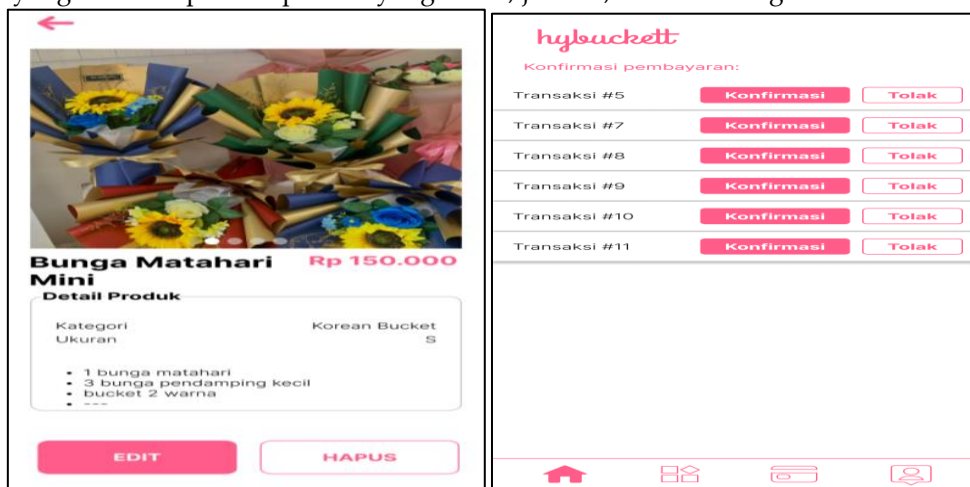 Bunga Matahari Mini
Rp 150.000
Detail Produk
Kategori Korean Bucket
Ukuran S
• 1 bunga matahari
• 3 bunga pendamping kecil
• bucket 2 warna
• ---
EDIT
HAPUS
hybuckett
Konfirmasi pembayaran:
Transaksi #5 Konfirmasi Tolak
Transaksi #7 Konfirmasi Tolak
Transaksi #8 Konfirmasi Tolak
Transaksi #9 Konfirmasi Tolak
Transaksi #10 Konfirmasi Tolak
Transaksi #11 Konfirmasi Tolak